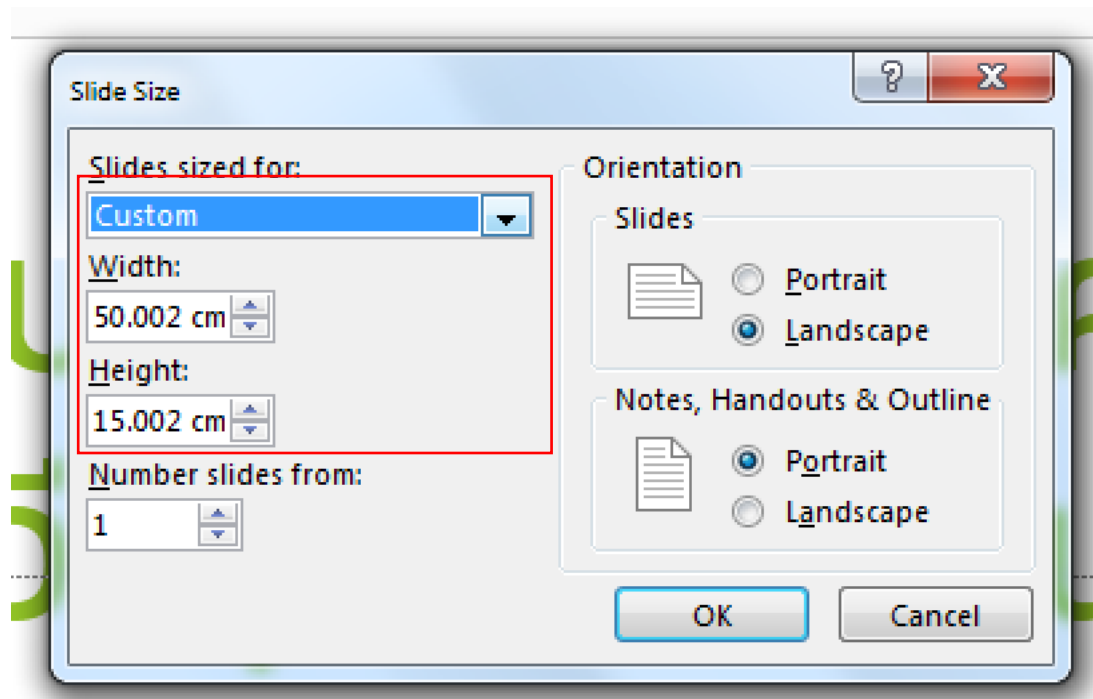 Slide Size
Slides sized for:
Custom
Width:
50.002 cm
Height:
15.002 cm
Number slides from:
1
Orientation
Slides
Portrait
Landscape
Notes, Handouts & Outline
Portrait
Landscape
OK
Cancel